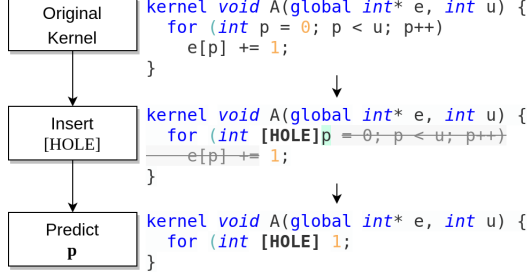 Original
Kernel
kernel void A(global int* e, int u) {
for (int p = 0; p < u; p++)
e[p] += 1;
}
Insert
[HOLE]
kernel void A(global int* e, int u) {
for (int [HOLE]p = 0; p < u; p++)
e[p] += 1;
}
Predict
p
kernel void A(global int* e, int u) {
for (int [HOLE] 1;
}